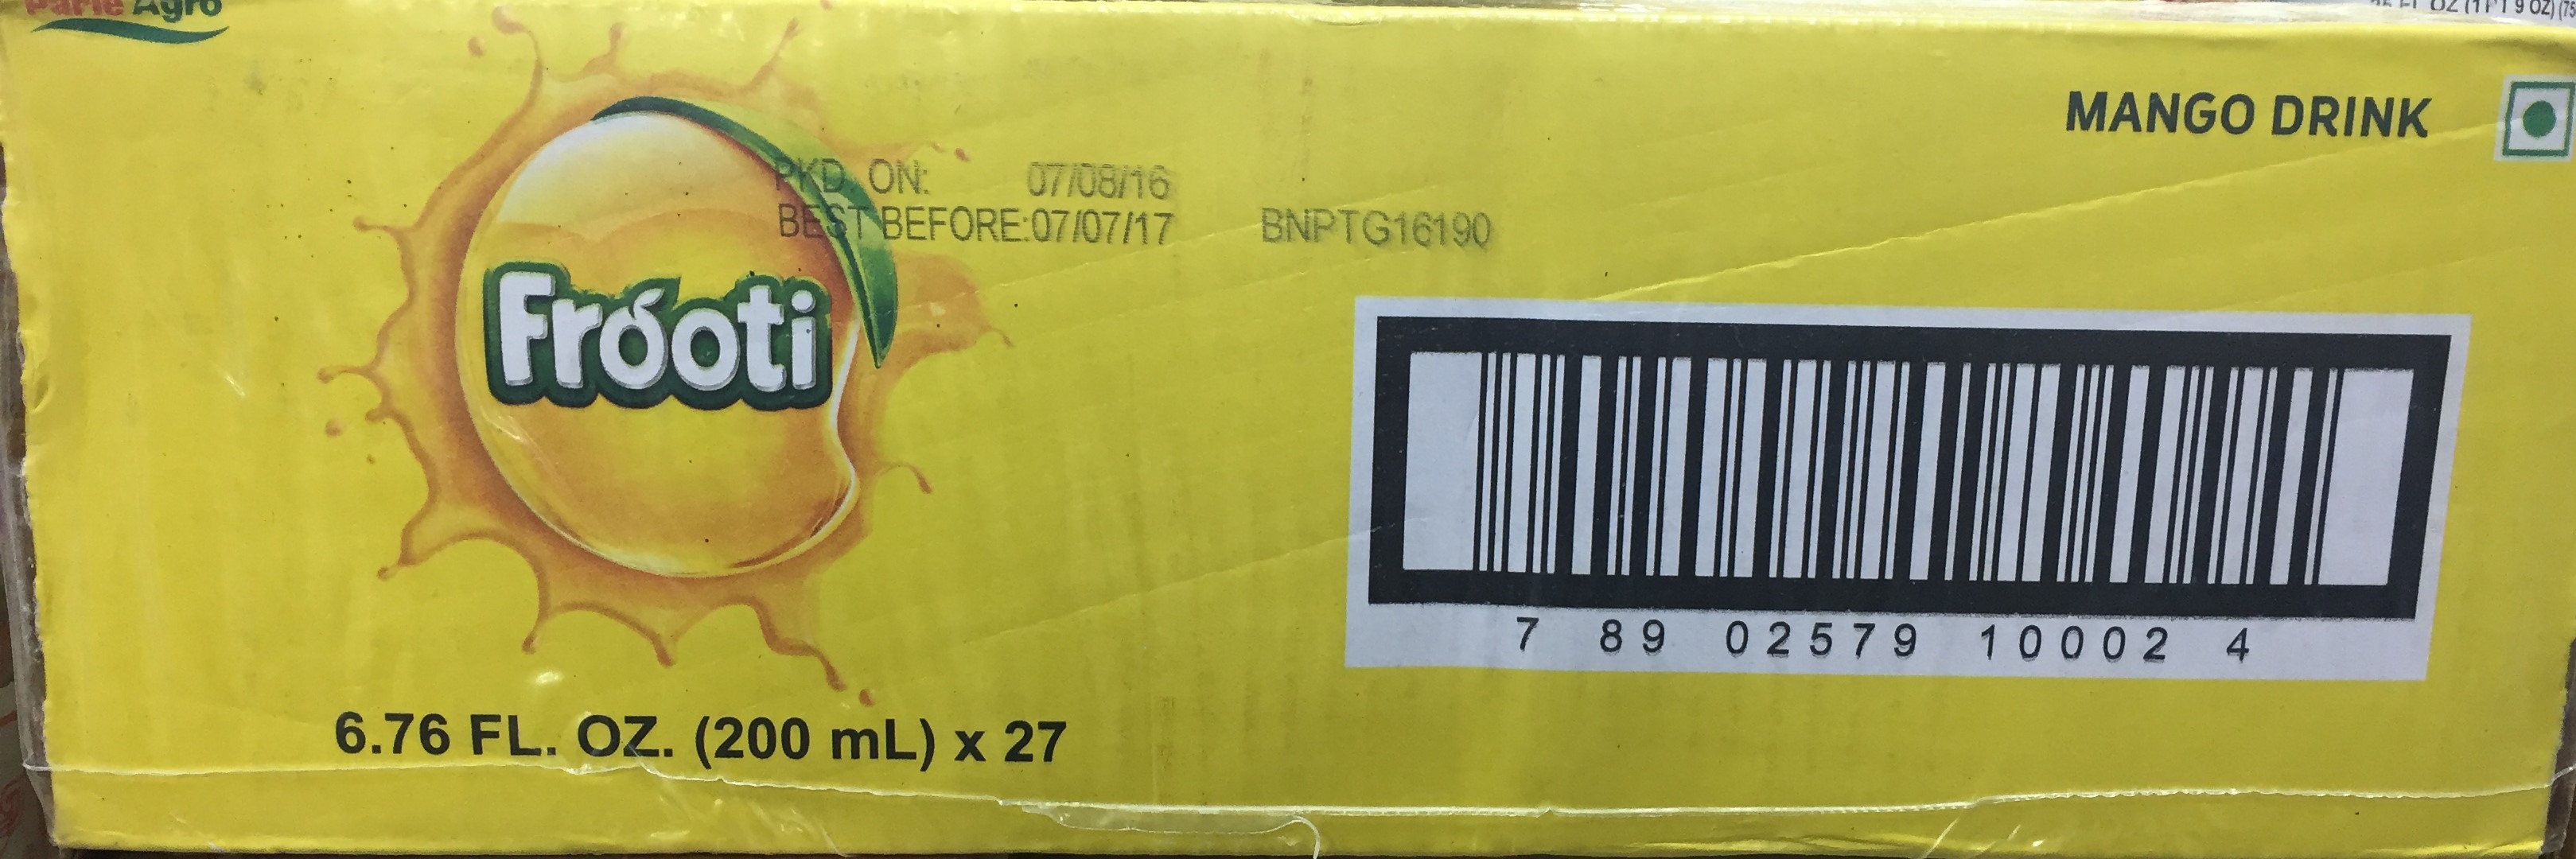 Parle Agro
MANGO DRINK
PKD ON: 07/08/16
BEST BEFORE:07/07/17 BNPTG16190
Frooti
7 89 02579 10002 4
6.76 FL. OZ. (200 mL) x 27